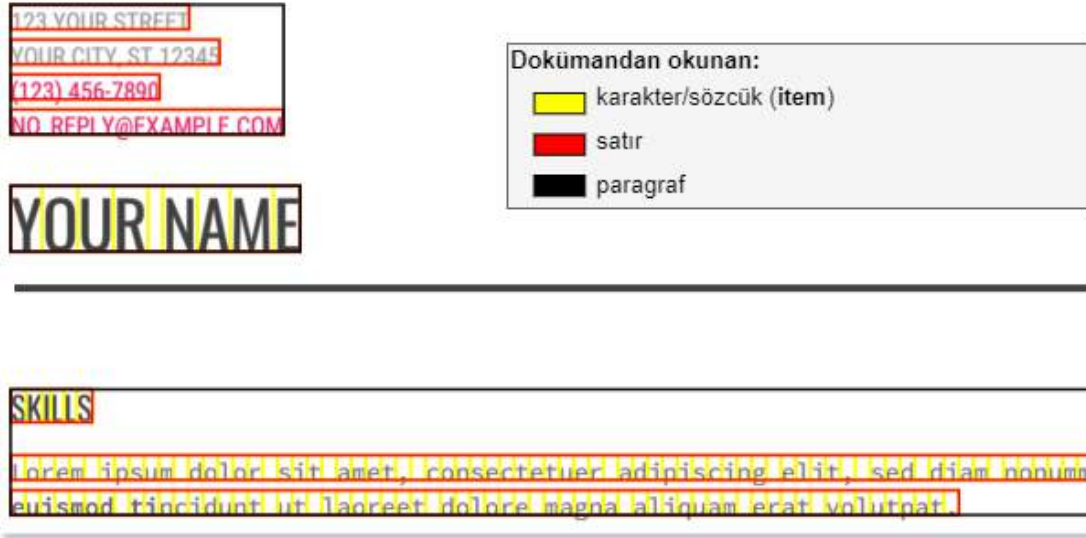 123 YOUR STREET
YOUR CITY, ST 12345
(123) 456-7890
NO_REPLY@EXAMPLE.COM
Dokümandan okunan:
karakter/sözcük (item)
satır
paragraf
YOUR NAME
SKILLS
Lorem ipsum dolor sit amet, consectetuer adipiscing elit, sed diam nonumm
euismod tincidunt ut laoreet dolore magna aliquam erat volutpat.